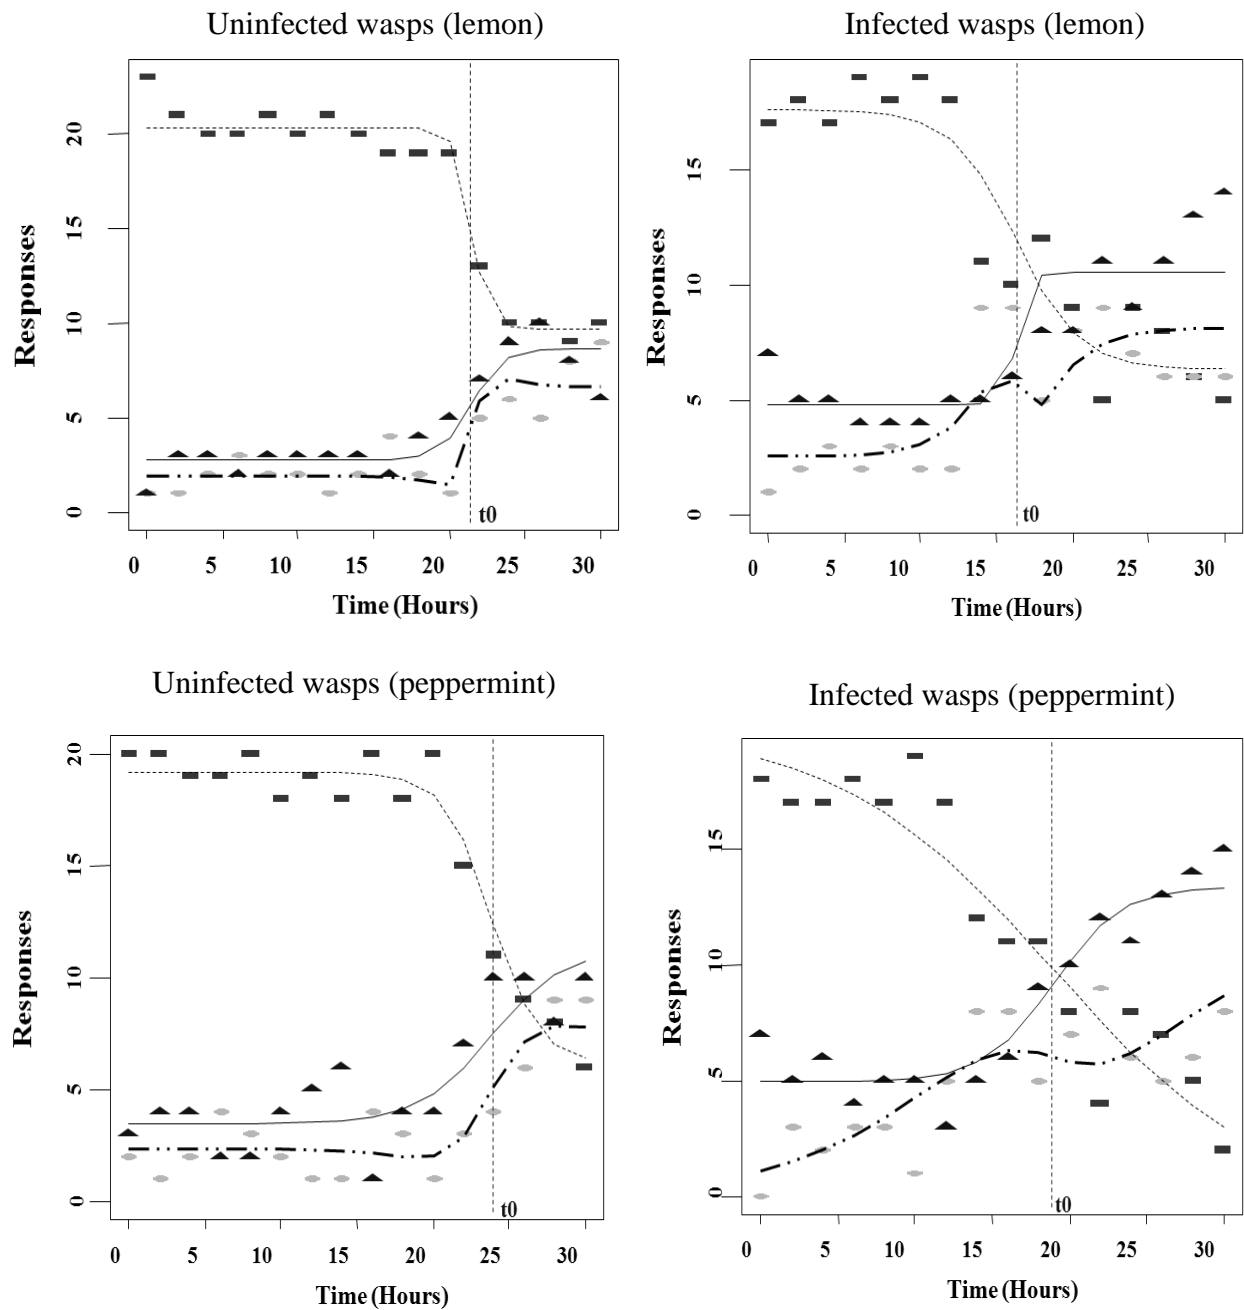 Uninfected wasps (lemon)
Infected wasps (lemon)
Responses
20
15
10
5
0
t0
0 5 10 15 20 25 30
Time (Hours)
Responses
15
10
5
0
t0
0 5 10 15 20 25 30
Time (Hours)
Uninfected wasps (peppermint)
Infected wasps (peppermint)
Responses
20
15
10
5
0
t0
0 5 10 15 20 25 30
Time (Hours)
Responses
15
10
5
0
t0
0 5 10 15 20 25 30
Time (Hours)